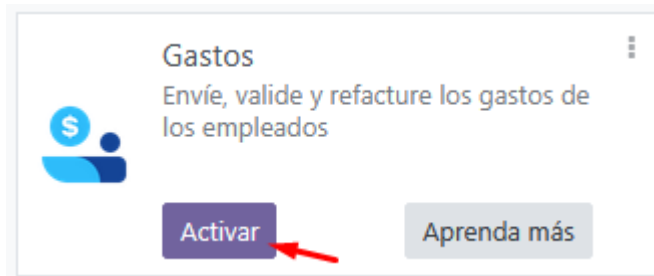 Gastos
Envíe, valide y refacture los gastos de
los empleados
$
Activar
Aprenda más